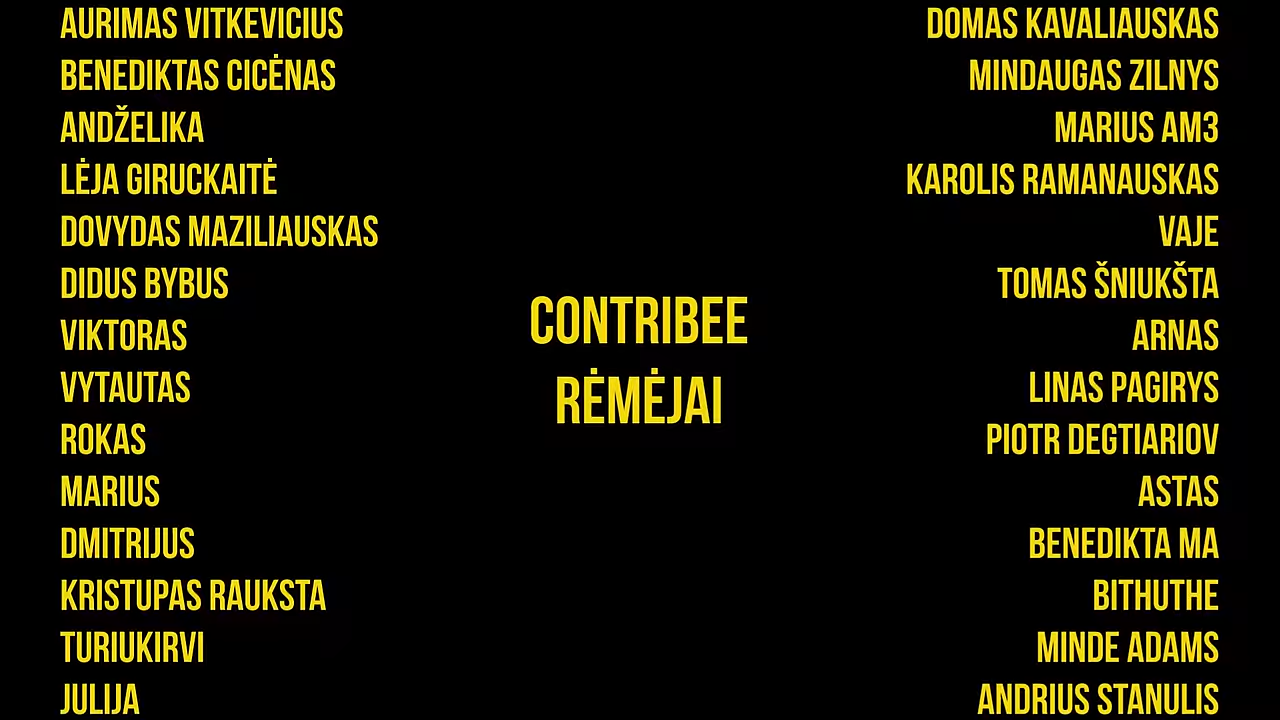 AURIMAS VITKEVICIUS
BENEDIKTAS CICĖNAS
ANDŽELIKA
LĖJA GIRUCKAITĖ
DOVYDAS MAZILIAUSKAS
DIDUS BYBUS
VIKTORAS
VYTAUTAS
ROKAS
MARIUS
DMITRIJUS
KRISTUPAS RAUKSTA
TURIUKIRVI
JULIJA
CONTRIBEE
RĖMĖJAI
DOMAS KAVALIAUSKAS
MINDAUGAS ZILNYS
MARIUS AM3
KAROLIS RAMANAUSKAS
VAJE
TOMAS ŠNIUKŠTA
ARNAS
LINAS PAGIRYS
PIOTR DEGTIARIOV
ASTAS
BENEDIKTA MA
BITHUTHE
MINDE ADAMS
ANDRIUS STANULIS